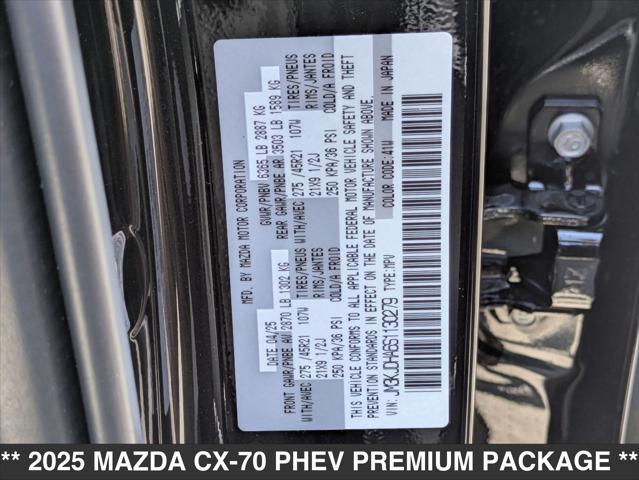 MFD. BY MAZDA MOTOR CORPORATION
DATE 04/25 GVWR/PNBV 6365 LB 2887 KG
FRONT GAWR/PNBE AV 2870 LB 1302 KG REAR GAWR/PNBE AR 3503 LB 1589 KG
WITH/AVEC 275 /45R21 107W TIRES/PNEUS WITH/AVEC 275 /45R21 107W TIRES/PNEUS
21X9 1/2J RIMS/JANTES 21X9 1/2J RIMS/JANTES
250 KPA/36 PSI COLD/A FROID 250 KPA/36 PSI COLD/A FROID
THIS VEHICLE CONFORMS TO ALL APPLICABLE FEDERAL MOTOR VEHICLE SAFETY AND THEFT
PREVENTION STANDARDS IN EFFECT ON THE DATE OF MANUFACTURE SHOWN ABOVE.
VIN: JM3KJDHA6S1130279 TYPE:MPV COLOR CODE:41W MADE IN JAPAN
** 2025 MAZDA CX-70 PHEV PREMIUM PACKAGE **